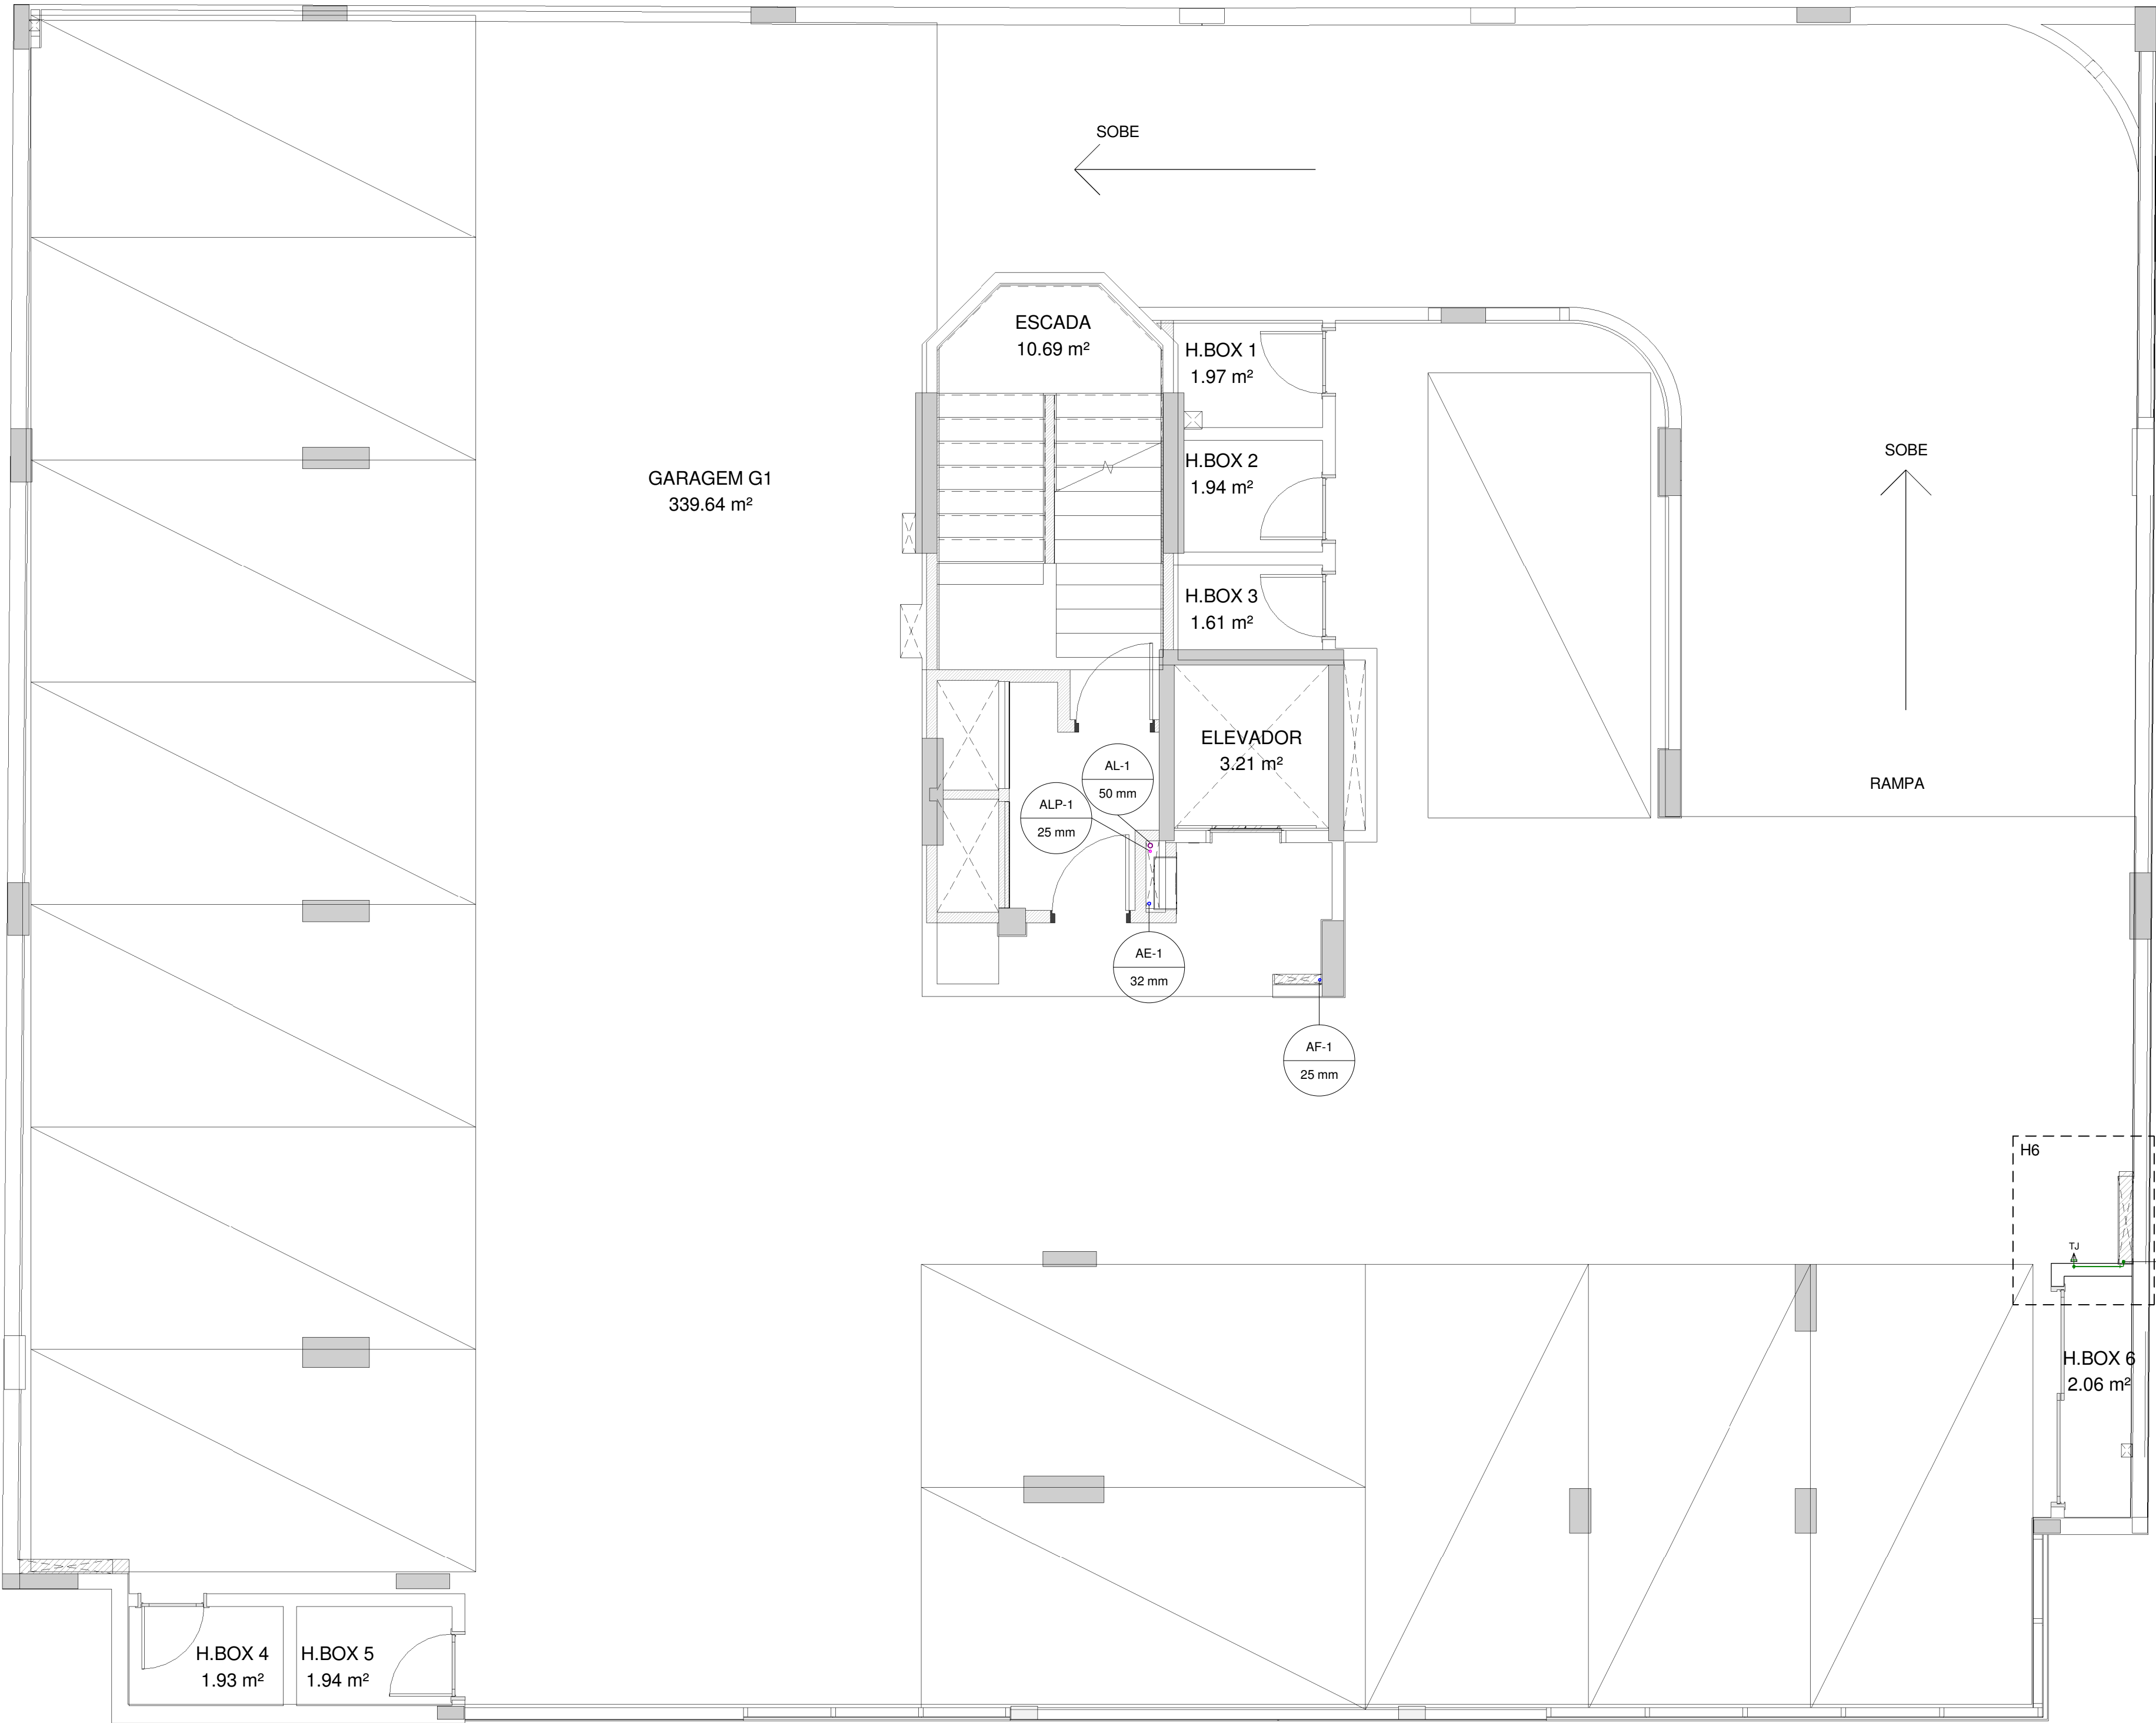 SOBE
ESCADA
10.69 m²
H.BOX 1
1.97 m²
GARAGEM G1
339.64 m²
H.BOX 2
1.94 m²
SOBE
H.BOX 3
1.61 m²
ELEVADOR
3.21 m²
RAMPA
AL-1
50 mm
ALP-1
25 mm
AE-1
32 mm
AF-1
25 mm
H6
TJ
H.BOX 6
2.06 m²
H.BOX 4
1.93 m²
H.BOX 5
1.94 m²